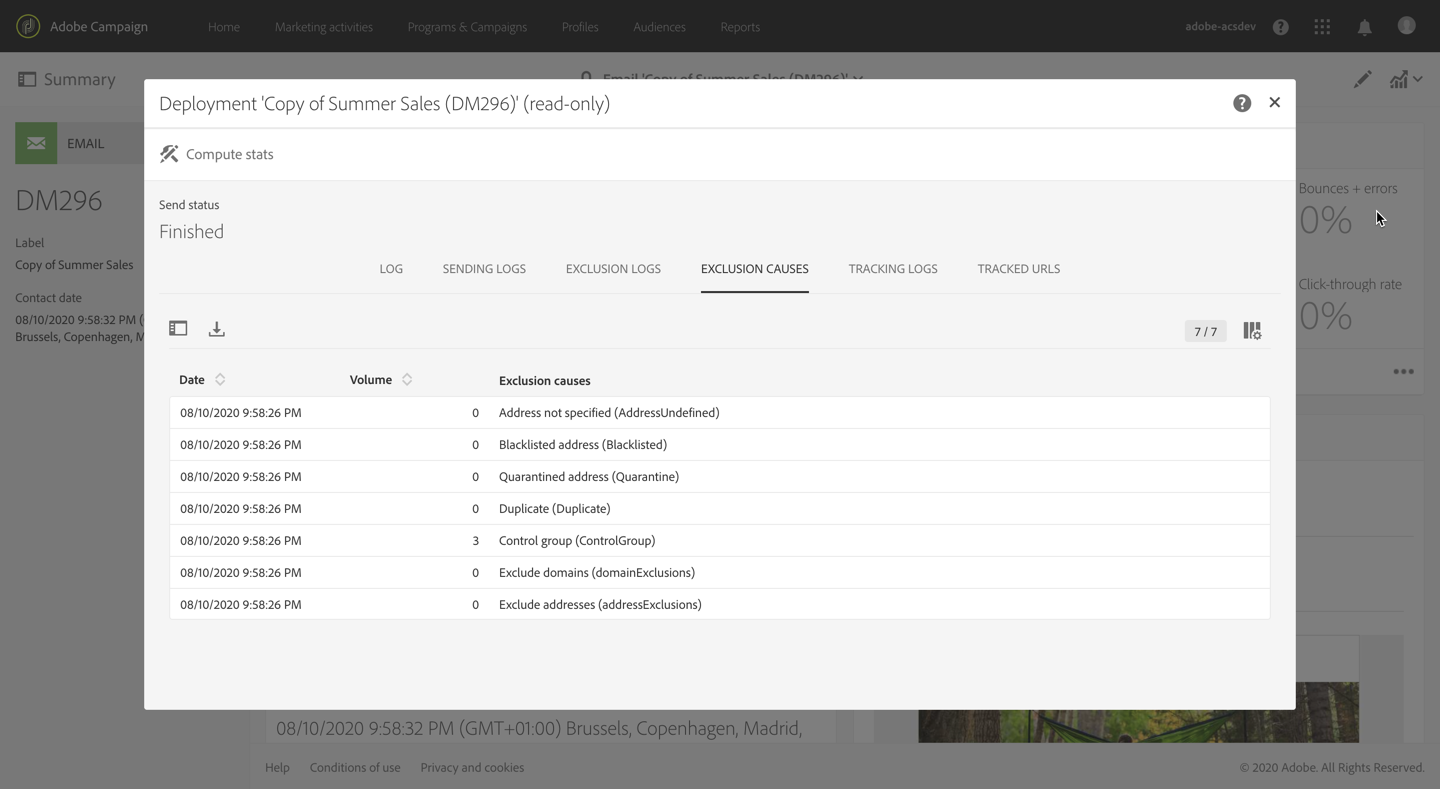 Adobe Campaign Home Marketing activities Programs & Campaigns Profiles Audiences Reports adobe-acsdev
Summary
Email 'Copy of Summer Sales (DM296)'
Deployment 'Copy of Summer Sales (DM296)' (read-only)
Compute stats
EMAIL
DM296
Label
Copy of Summer Sales
Contact date
08/10/2020 9:58:32 PM (
Brussels, Copenhagen, M
Send status
Finished
LOG SENDING LOGS EXCLUSION LOGS EXCLUSION CAUSES TRACKING LOGS TRACKED URLS
7 / 7
Date Volume Exclusion causes
08/10/2020 9:58:26 PM 0 Address not specified (AddressUndefined)
08/10/2020 9:58:26 PM 0 Blacklisted address (Blacklisted)
08/10/2020 9:58:26 PM 0 Quarantined address (Quarantine)
08/10/2020 9:58:26 PM 0 Duplicate (Duplicate)
08/10/2020 9:58:26 PM 3 Control group (ControlGroup)
08/10/2020 9:58:26 PM 0 Exclude domains (domainExclusions)
08/10/2020 9:58:26 PM 0 Exclude addresses (addressExclusions)
Bounces + errors
0%
Click-through rate
0%
08/10/2020 9:58:32 PM (GMT+01:00) Brussels, Copenhagen, Madrid,
Help Conditions of use Privacy and cookies © 2020 Adobe. All Rights Reserved.